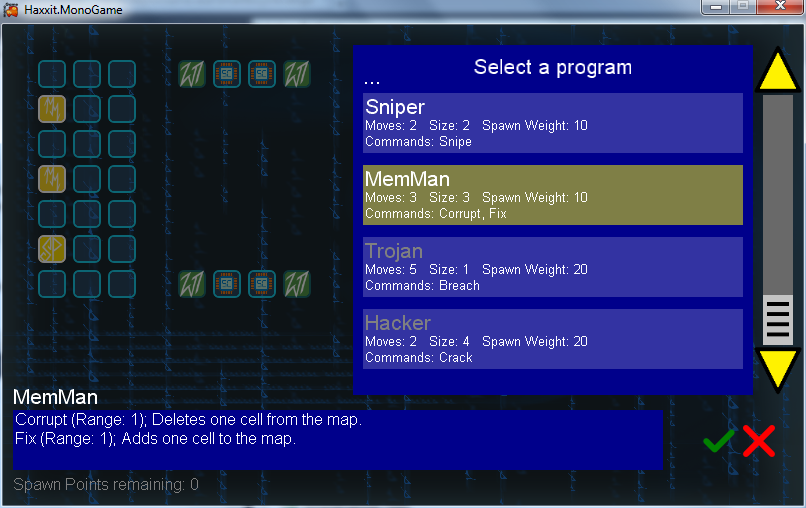 Haxxit.MonoGame
Select a program
...
Sniper
Moves: 2 Size: 2 Spawn Weight: 10
Commands: Snipe
MemMan
Moves: 3 Size: 3 Spawn Weight: 10
Commands: Corrupt, Fix
Trojan
Moves: 5 Size: 1 Spawn Weight: 20
Commands: Breach
Hacker
Moves: 2 Size: 4 Spawn Weight: 20
Commands: Crack
MemMan
Corrupt (Range: 1); Deletes one cell from the map.
Fix (Range: 1); Adds one cell to the map.
Spawn Points remaining: 0